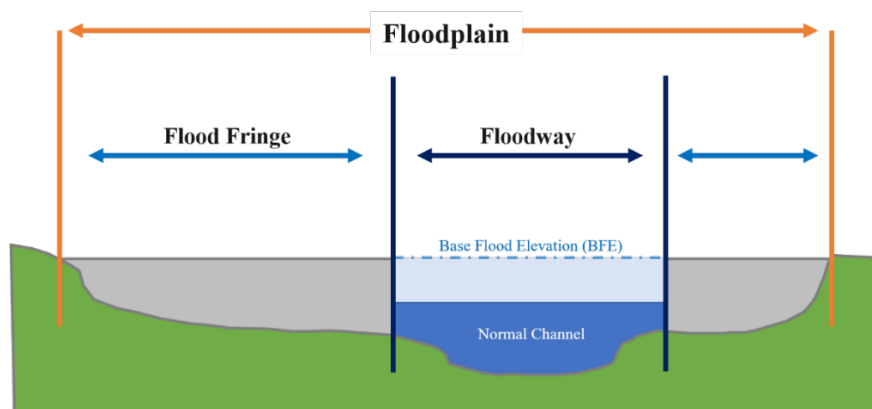 Floodplain
Flood Fringe
Floodway
Base Flood Elevation (BFE)
Normal Channel